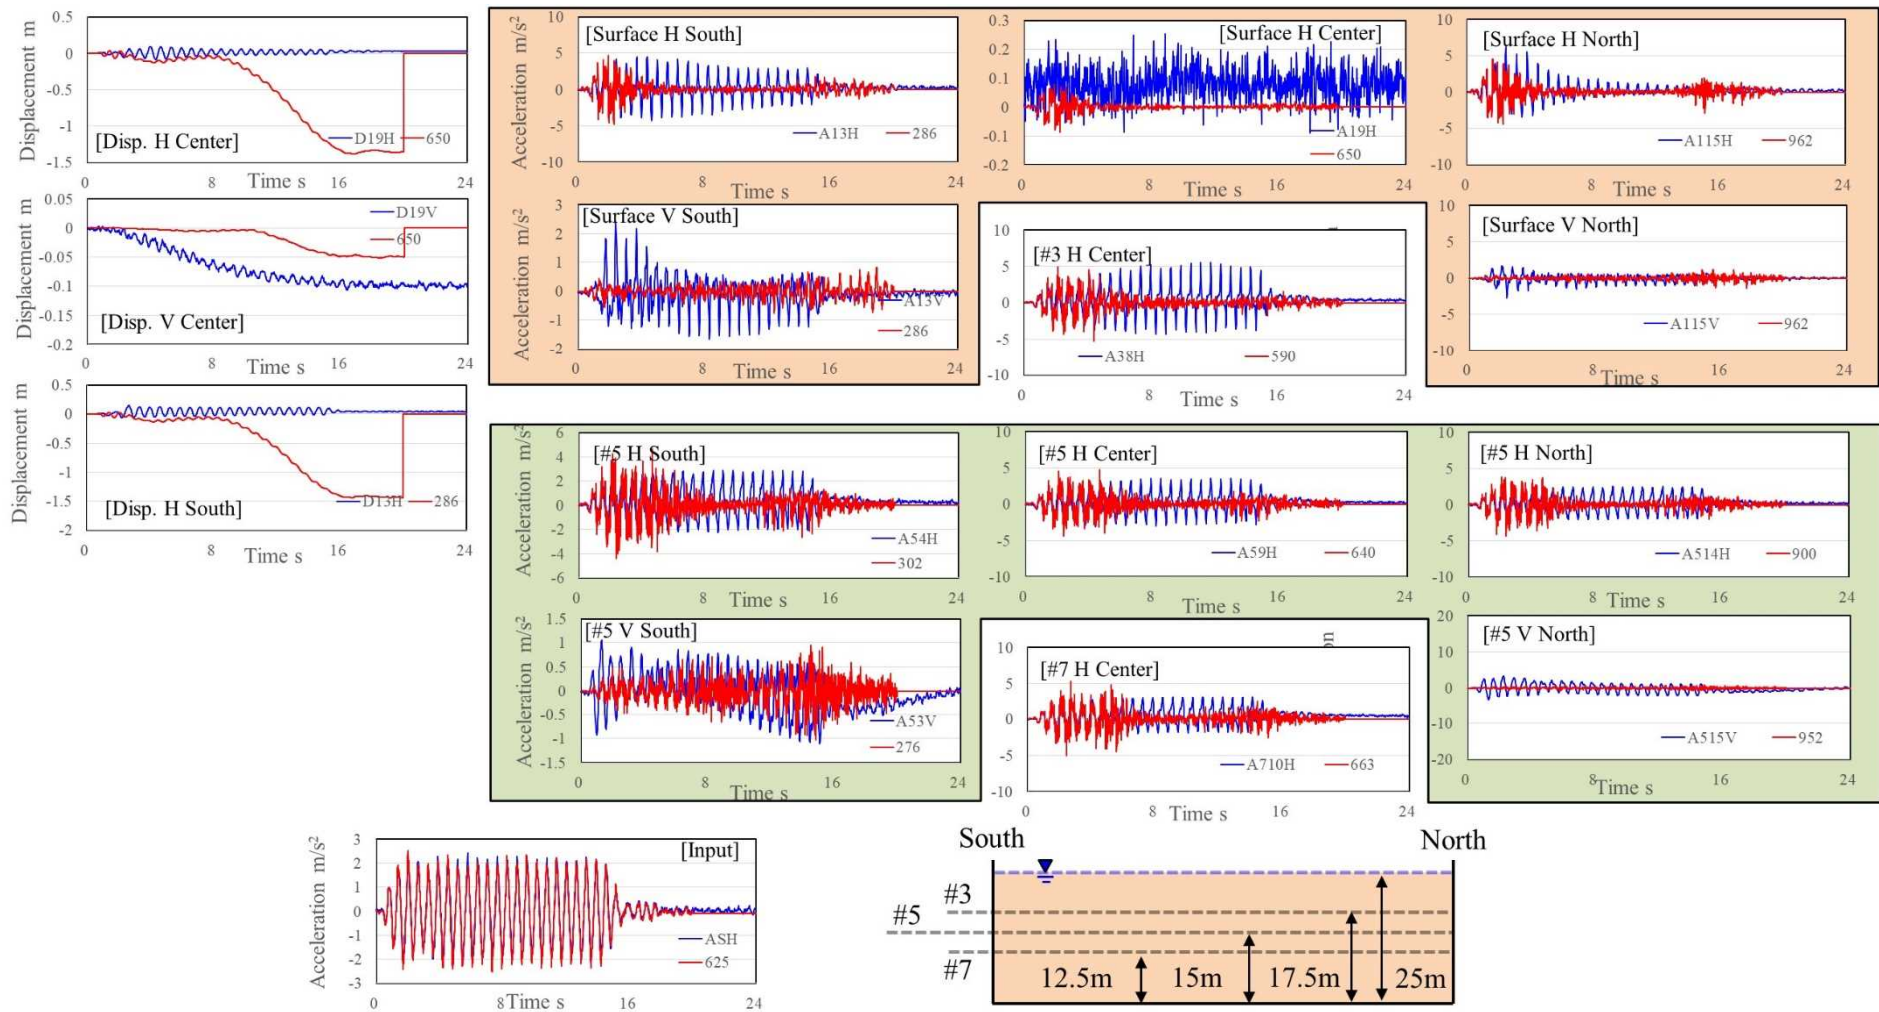 Displacement m
0.5
0
-0.5
-1
-1.5
[Disp. H Center]
D19H
650
0
8
16
24
Time s
Acceleration m/s²
10
5
0
-5
-10
[Surface H South]
A13H
286
0
8
16
24
Time s
0.3
0.2
0.1
0
-0.1
-0.2
[Surface H Center]
A19H
650
0
8
16
24
Time s
10
5
0
-5
-10
[Surface H North]
A115H
962
0
8
16
24
Time s
Displacement m
0.05
0
-0.05
-0.1
-0.15
-0.2
D19V
650
[Disp. V Center]
0
8
16
24
Time s
Acceleration m/s²
3
2
1
0
-1
-2
[Surface V South]
A13V
286
0
8
16
24
Time s
10
5
0
-5
-10
[#3 H Center]
A38H
590
0
8
16
24
Time s
10
5
0
-5
-10
[Surface V North]
A115V
962
0
8
16
24
Time s
Displacement m
0.5
0
-0.5
-1
-1.5
-2
[Disp. H South]
D13H
286
0
8
16
24
Time s
Acceleration m/s²
6
4
2
0
-2
-4
-6
[#5 H South]
A54H
302
0
8
16
24
Time s
10
5
0
-5
-10
[#5 H Center]
A59H
640
0
8
16
24
Time s
10
5
0
-5
-10
[#5 H North]
A514H
900
0
8
16
24
Time s
Acceleration m/s²
1.5
1
0.5
0
-0.5
-1
-1.5
[#5 V South]
A53V
276
0
8
16
24
Time s
on
10
5
0
-5
-10
[#7 H Center]
A710H
663
0
8
16
24
Time s
20
10
0
-10
-20
[#5 V North]
A515V
952
0
8
16
24
Time s
Acceleration m/s²
3
2
1
0
-1
-2
-3
[Input]
ASH
625
0
8
16
24
Time s
South
North
#3
#5
#7
12.5m
15m
17.5m
25m